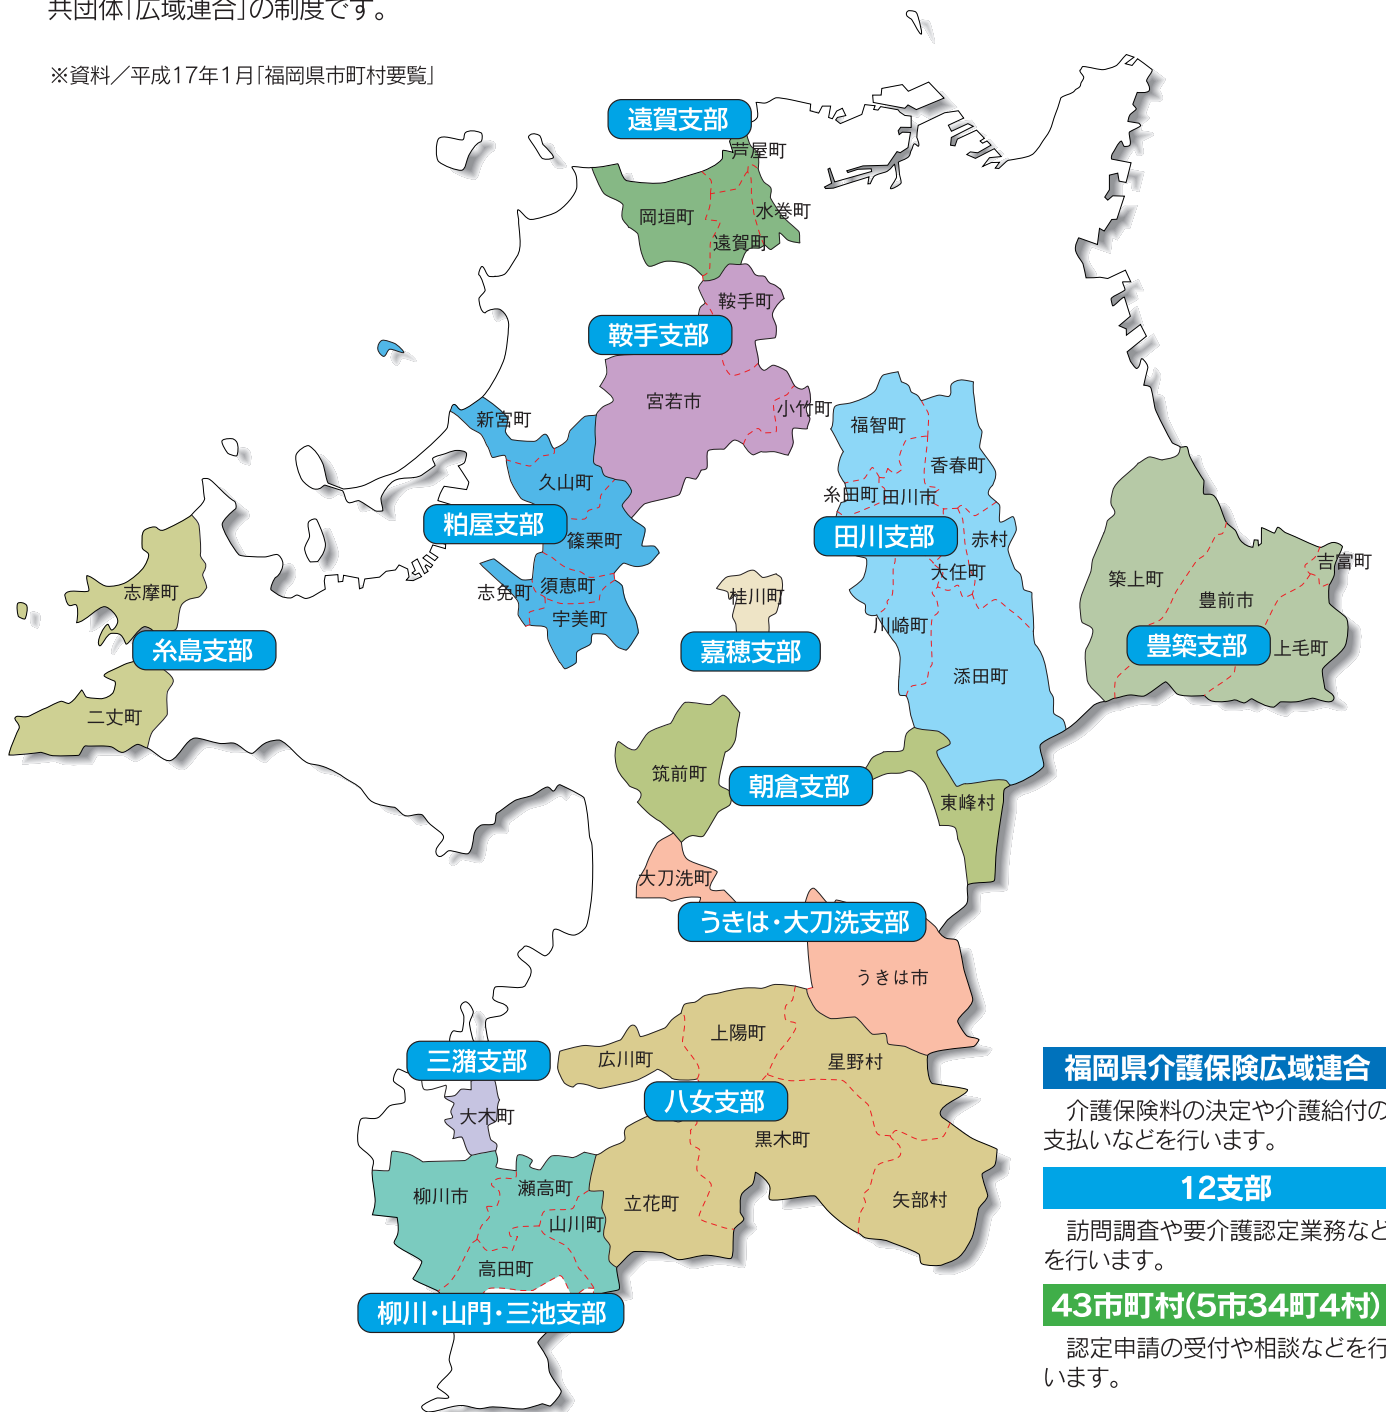 共団体「広域連合」の制度です。
※資料／平成17年1月「福岡県市町村要覧」
遠賀支部
芦屋町
岡垣町
水巻町
遠賀町
鞍手町
鞍手支部
宮若市
小竹町
新宮町
久山町
粕屋支部
篠栗町
志免町
須恵町
宇美町
福智町
香春町
糸田町
田川市
田川支部
赤村
大任町
川崎町
添田町
吉富町
築上町
豊前市
豊築支部
上毛町
志摩町
糸島支部
二丈町
桂川町
嘉穂支部
筑前町
朝倉支部
東峰村
大刀洗町
うきは・大刀洗支部
うきは市
三潴支部
大木町
広川町
上陽町
星野村
八女支部
黒木町
立花町
矢部村
柳川市
瀬高町
山川町
高田町
柳川・山門・三池支部
福岡県介護保険広域連合
介護保険料の決定や介護給付の
支払いなどを行います。
12支部
訪問調査や要介護認定業務など
を行います。
43市町村(5市34町4村)
認定申請の受付や相談などを行
います。